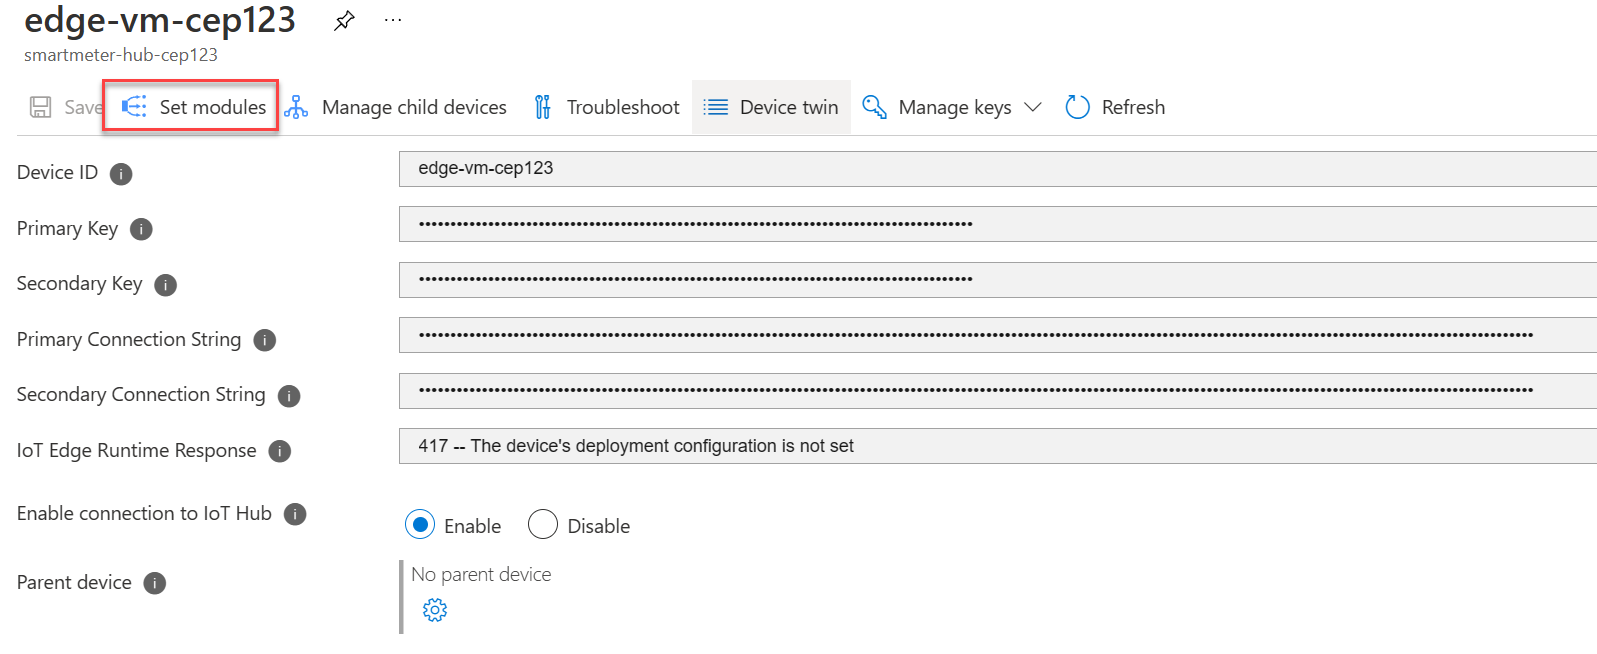 edge-vm-cep123
smartmeter-hub-cep123
Save Set modules Manage child devices Troubleshoot Device twin Manage keys Refresh
Device ID edge-vm-cep123
Primary Key
Secondary Key
Primary Connection String
Secondary Connection String
IoT Edge Runtime Response 417 -- The device's deployment configuration is not set
Enable connection to IoT Hub Enable Disable
Parent device No parent device